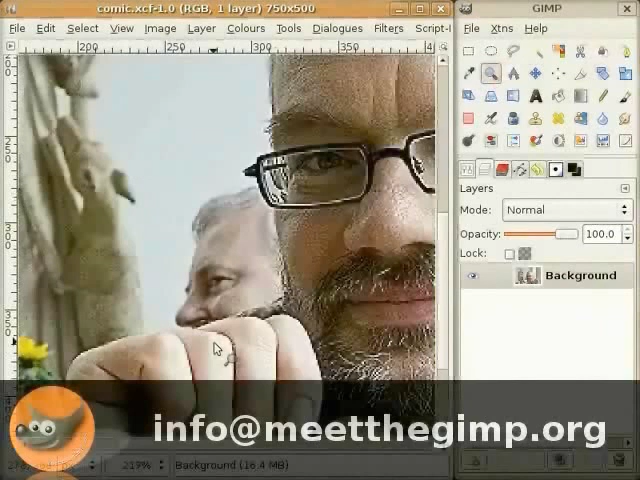 comic.xcf-1.0 (RGB, 1 layer) 750x500
GIMP
File Edit Select View Image Layer Colours Tools Dialogues Filters Script-
File Xtns Help
200 250 300 350 4
Layers
Mode: Normal
Opacity: 100.0
Lock:
Background
info@meetthegimp.org
219% Background (16.4 MB)